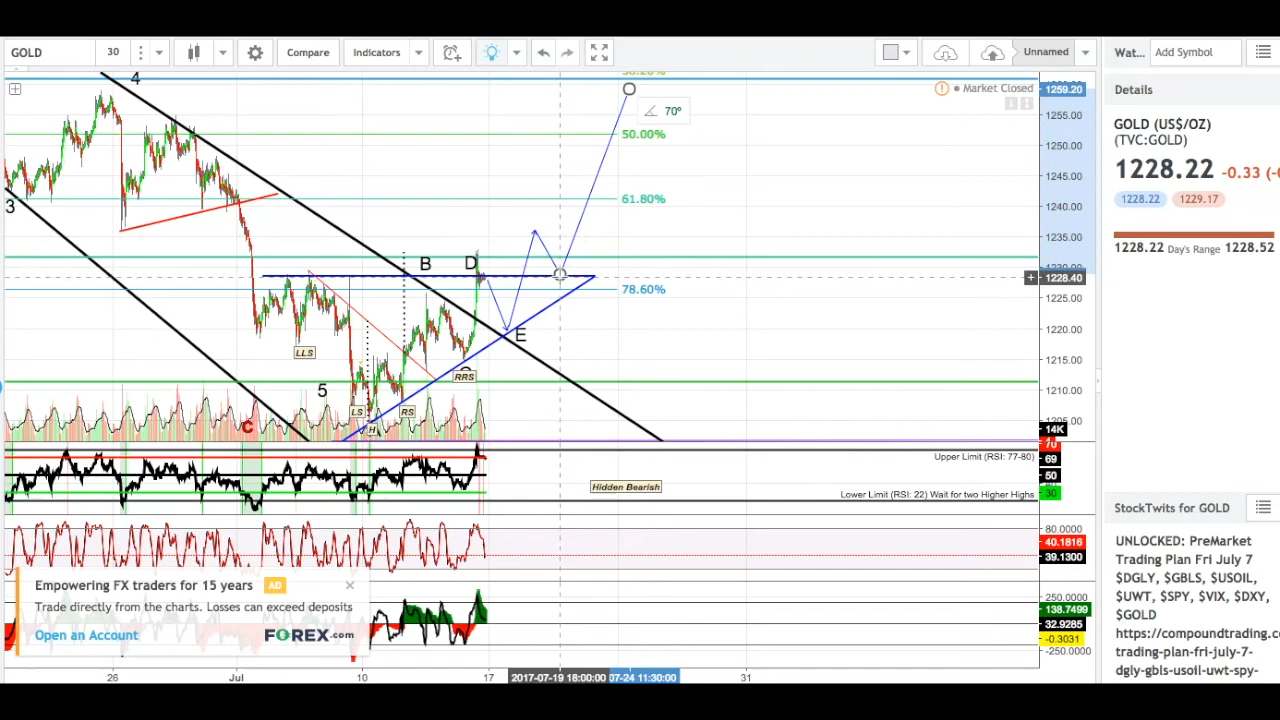 GOLD 30 Compare Indicators Unnamed Wat... Add Symbol
Market Closed
Details
GOLD (US$/OZ)
(TVC:GOLD)
1228.22 -0.33
1228.22 1229.17
1228.22 Day's Range 1228.52
StockTwits for GOLD
UNLOCKED: PreMarket
Trading Plan Fri July 7
$DGLY, $GBLS, $USOIL,
$UWT, $SPY, $VIX, $DXY,
$GOLD
https://compoundtrading.co
trading-plan-fri-july-7-
dgly-gbls-usoil-uwt-spy-
4
3
5
C
B
D
E
70°
50.00%
61.80%
78.60%
LLS
LS
H
RS
RRS
1259.20
1255.00
1250.00
1245.00
1240.00
1235.00
1228.40
1225.00
1220.00
1215.00
1210.00
1205.00
14K
70
69
50
30
Upper Limit (RSI: 77-80)
Hidden Bearish
Lower Limit (RSI: 22) Wait for two Higher Highs
80.0000
40.1816
39.1300
250.0000
138.7499
32.9285
-0.3031
-250.0000
Empowering FX traders for 15 years AD
Trade directly from the charts. Losses can exceed deposits
Open an Account FOREX.com
26 Jul 10 17 2017-07-19 18:00:00 07-24 11:30:00 31